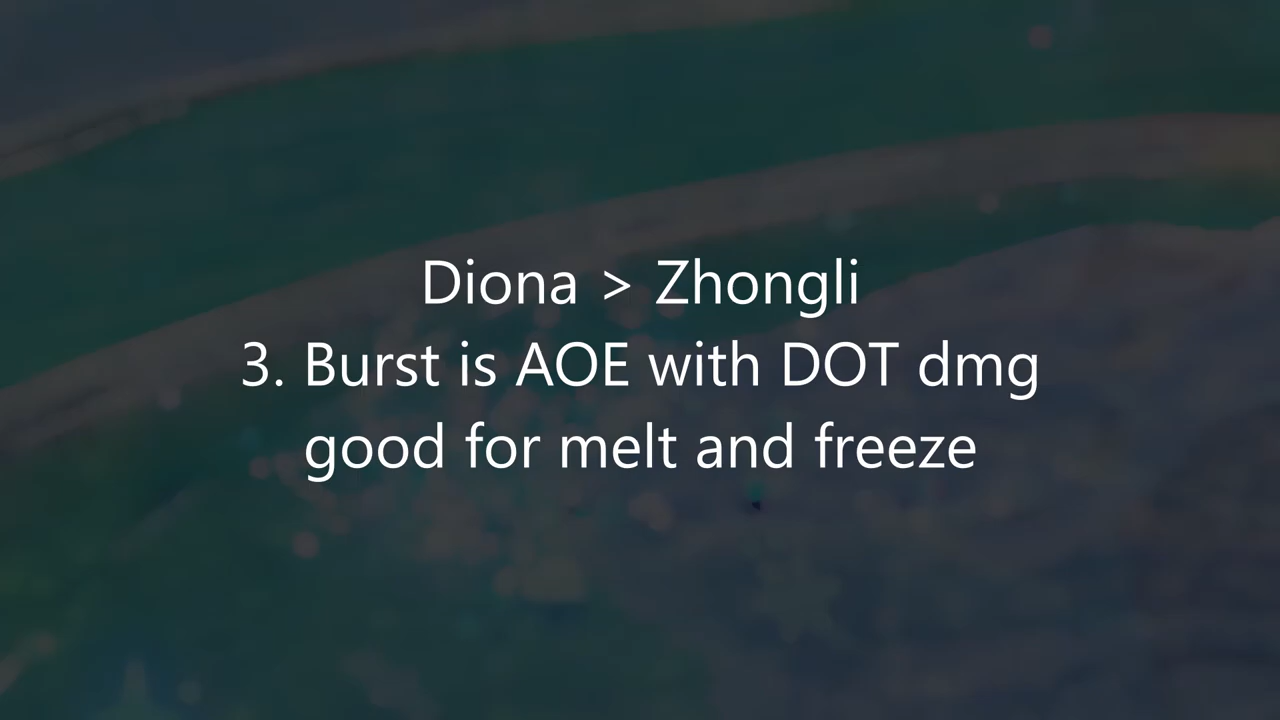 Diona > Zhongli
3. Burst is AOE with DOT dmg
good for melt and freeze